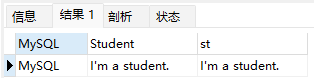 信息 结果 1 剖析 状态
MySQL Student st
MySQL I'm a student. I'm a student.